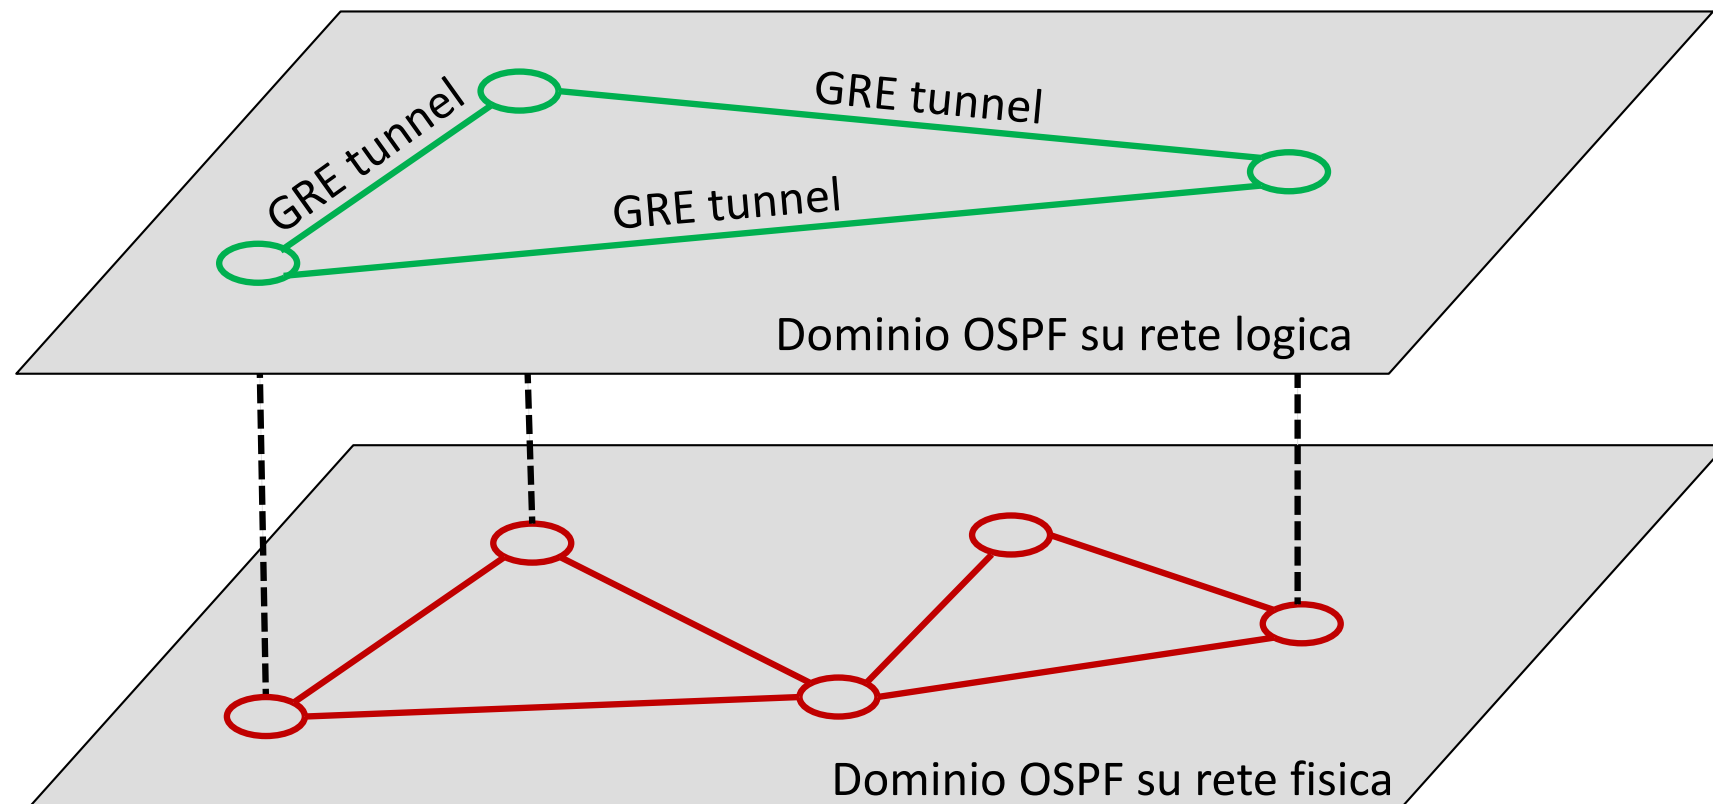 GRE tunnel
GRE tunnel
GRE tunnel
Dominio OSPF su rete logica
Dominio OSPF su rete fisica